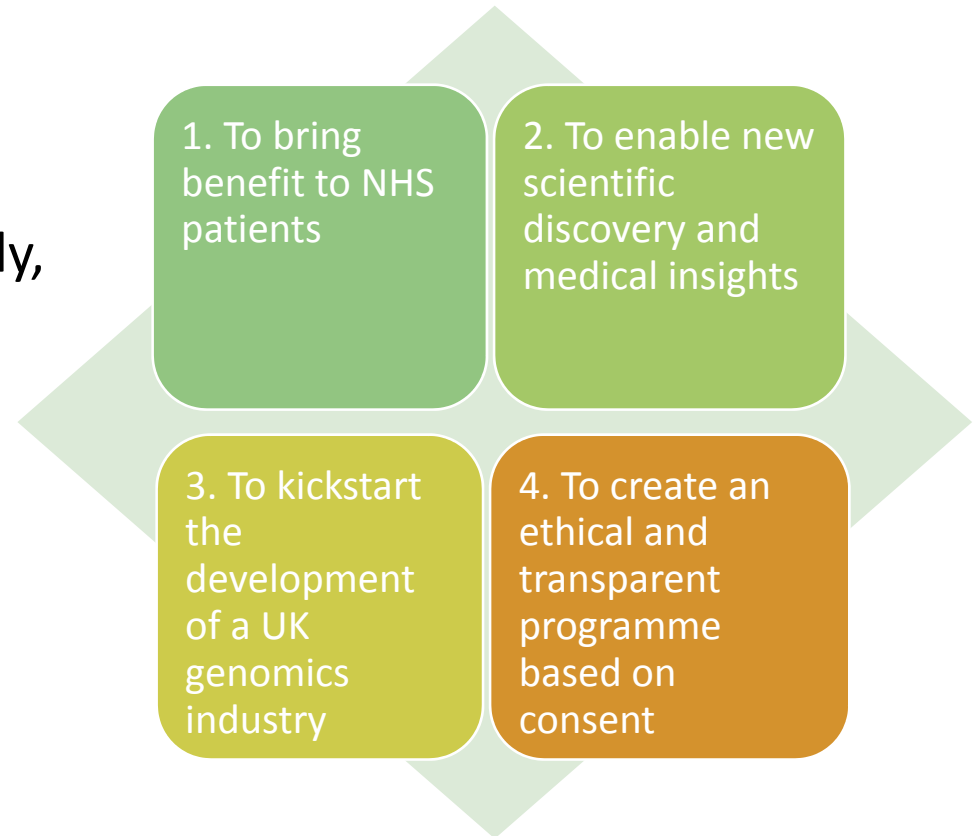 1. To bring
benefit to NHS
patients
2. To enable new
scientific
discovery and
medical insights
3. To kickstart
the
development
of a UK
genomics
industry
4. To create an
ethical and
transparent
programme
based on
consent